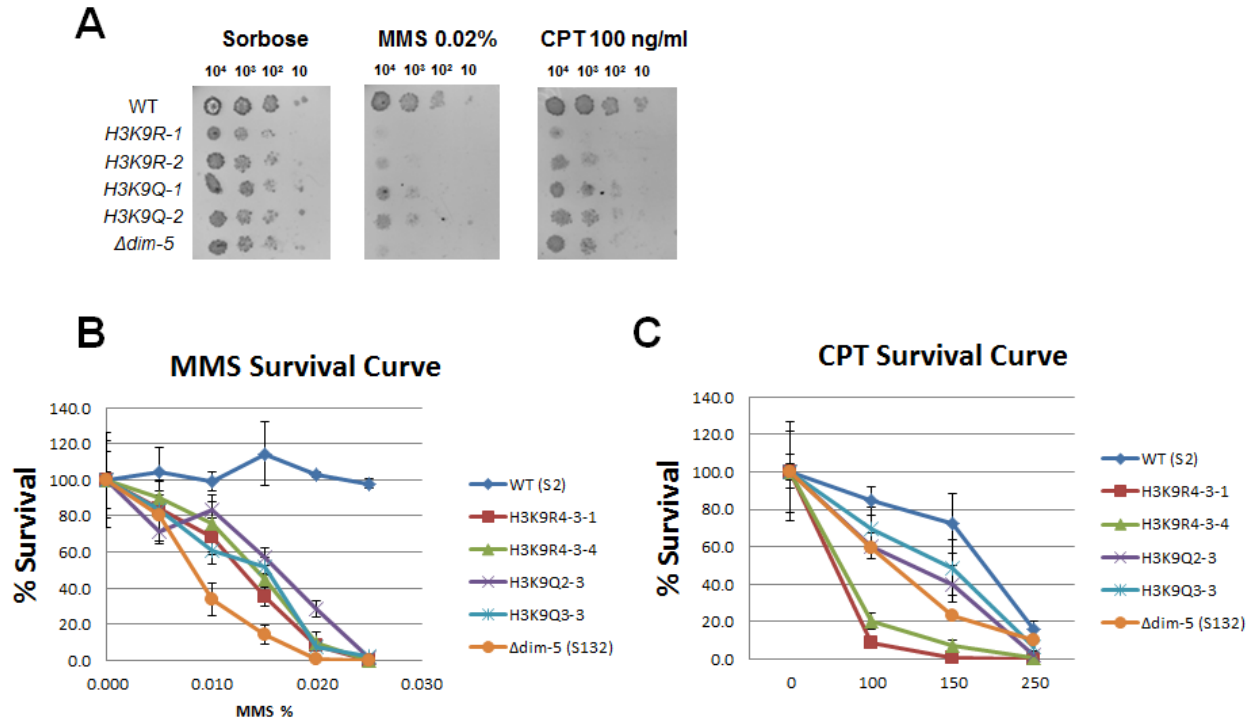 A
Sorbose MMS 0.02% CPT 100 ng/ml
10⁴ 10³ 10² 10 10⁴ 10³ 10² 10 10⁴ 10³ 10² 10
WT
H3K9R-1
H3K9R-2
H3K9Q-1
H3K9Q-2
Δdim-5
B
MMS Survival Curve
% Survival
140.0
120.0
100.0
80.0
60.0
40.0
20.0
0.0
0.000 0.010 0.020 0.030
MMS %
WT (S2)
H3K9R4-3-1
H3K9R4-3-4
H3K9Q2-3
H3K9Q3-3
Δdim-5 (S132)
C
CPT Survival Curve
% Survival
140.0
120.0
100.0
80.0
60.0
40.0
20.0
0.0
0 100 150 250
WT (S2)
H3K9R4-3-1
H3K9R4-3-4
H3K9Q2-3
H3K9Q3-3
Δdim-5 (S132)